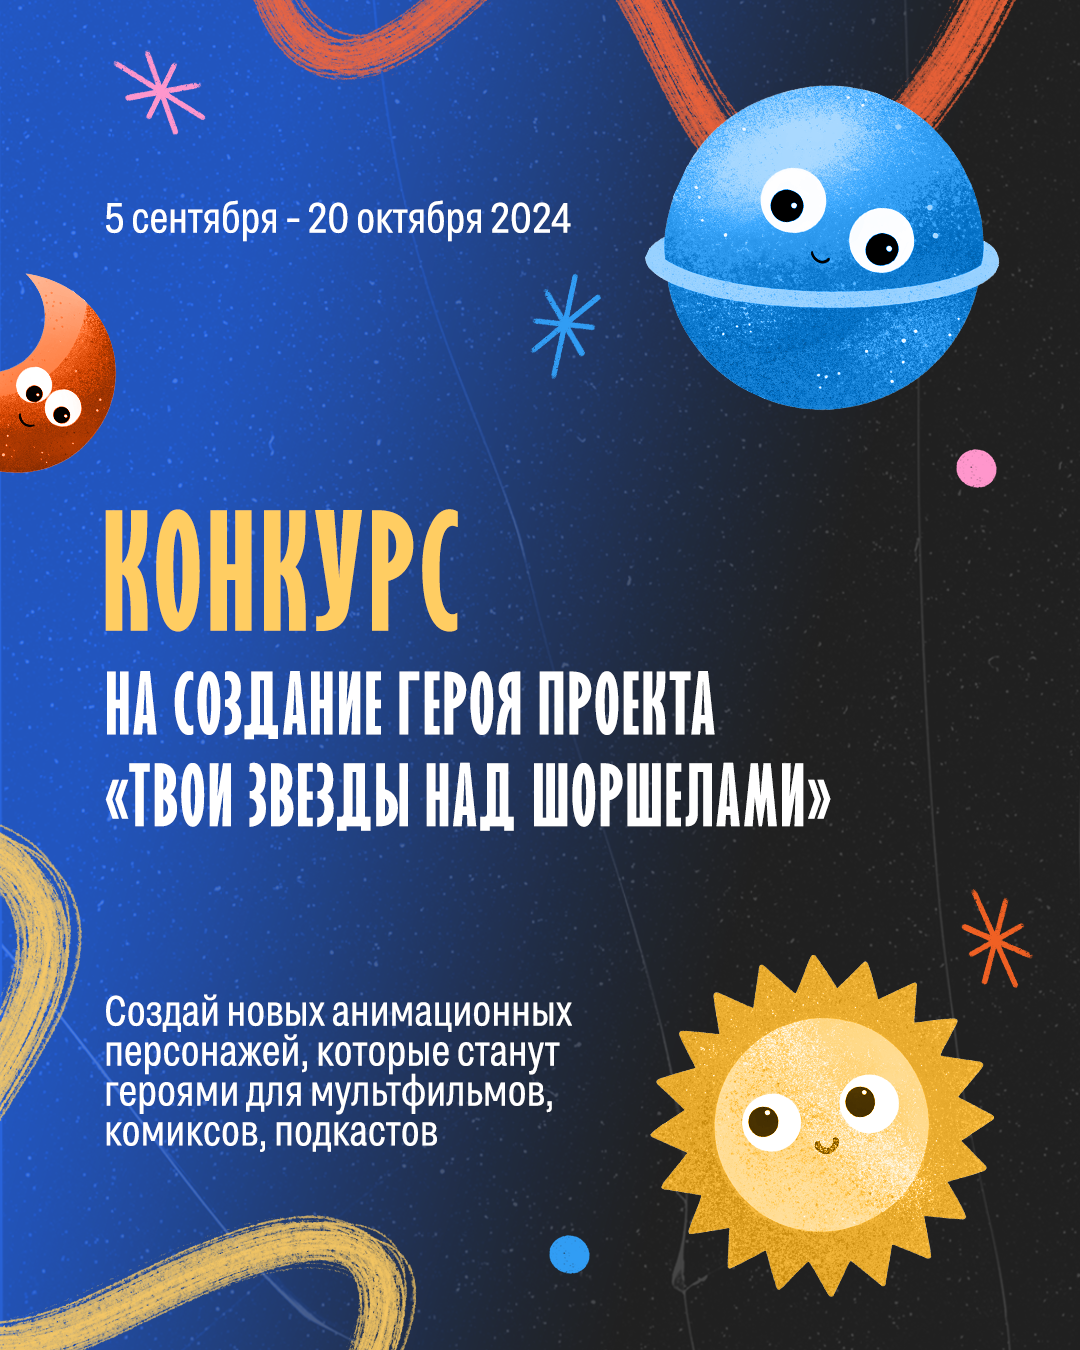 5 сентября - 20 октября 2024
КОНКУРС
НА СОЗДАНИЕ ГЕРОЯ ПРОЕКТА
«ТВОИ ЗВЕЗДЫ НАД ШОРШЕЛАМИ»
Создай новых анимационных
персонажей, которые станут
героями для мультфильмов,
комиксов, подкастов